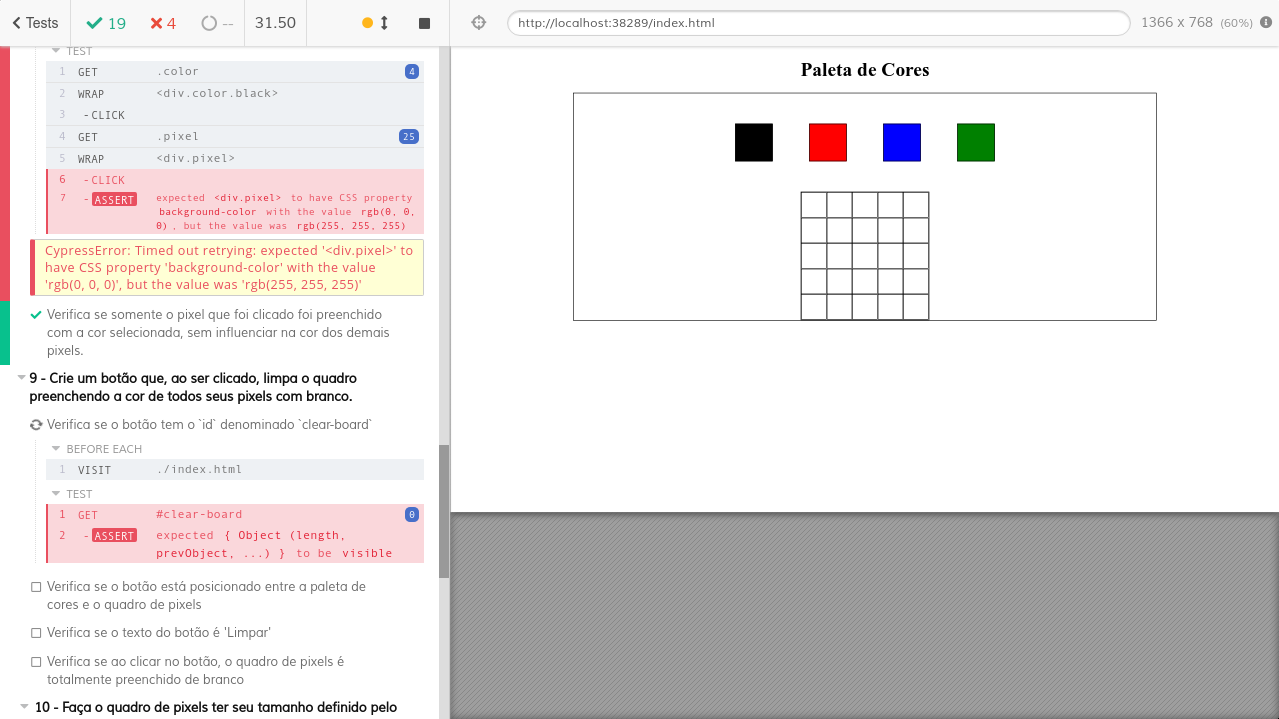 Tests 19 4 -- 31.50
http://localhost:38289/index.html 1366 x 768 (60%)
TEST
1 GET .color 4
2 WRAP <div.color.black>
3 -CLICK
4 GET .pixel 25
5 WRAP <div.pixel>
6 -CLICK
7 -ASSERT expected <div.pixel> to have CSS property
background-color with the value rgb(0, 0,
0) , but the value was rgb(255, 255, 255)
CypressError: Timed out retrying: expected '<div.pixel>' to
have CSS property 'background-color' with the value
'rgb(0, 0, 0)', but the value was 'rgb(255, 255, 255)'
Verifica se somente o pixel que foi clicado foi preenchido
com a cor selecionada, sem influenciar na cor dos demais
pixels.
9 - Crie um botão que, ao ser clicado, limpa o quadro
preenchendo a cor de todos seus pixels com branco.
Verifica se o botão tem o `id` denominado `clear-board`
BEFORE EACH
1 VISIT ./index.html
TEST
1 GET #clear-board 0
2 -ASSERT expected { Object (length,
prevObject, ...) } to be visible
Verifica se o botão está posicionado entre a paleta de
cores e o quadro de pixels
Verifica se o texto do botão é 'Limpar'
Verifica se ao clicar no botão, o quadro de pixels é
totalmente preenchido de branco
10 - Faça o quadro de pixels ter seu tamanho definido pelo
Paleta de Cores